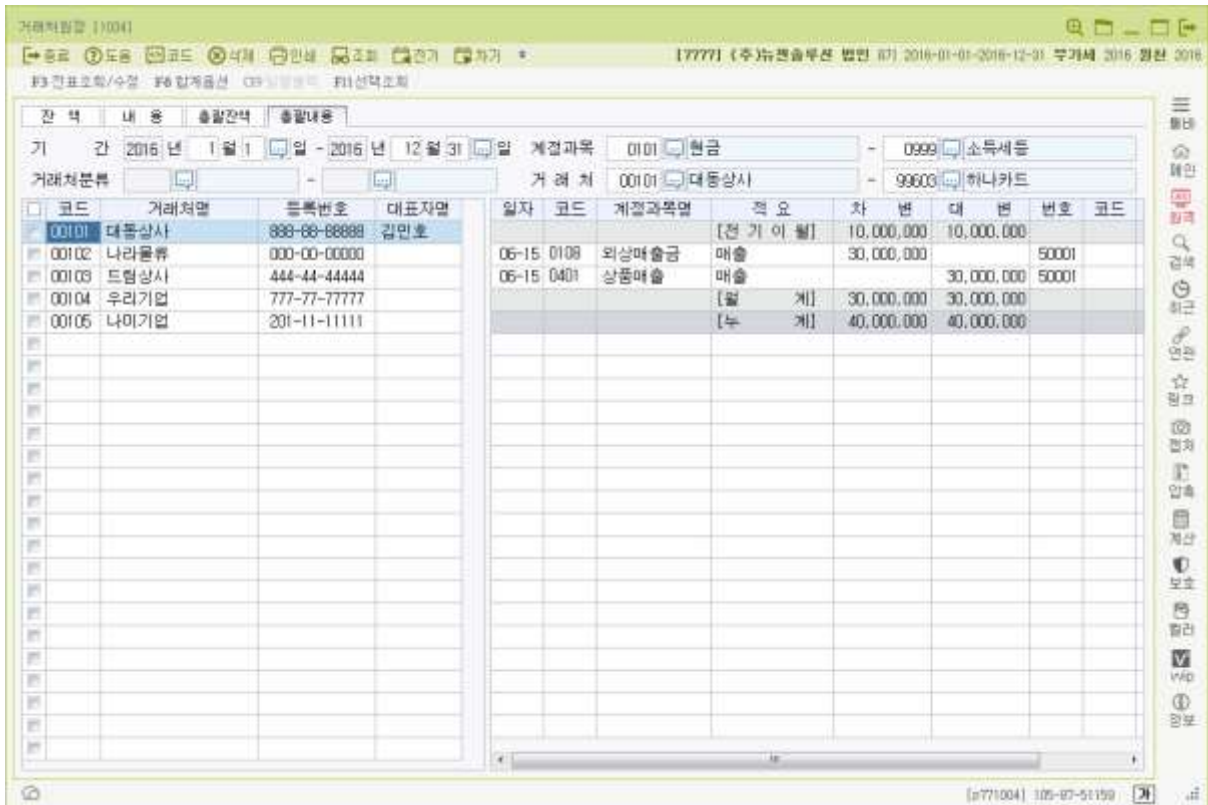 거래처원장 [1004]
종료 도움 코드 삭제 인쇄 조회 전기 차기 [7777] (주)뉴젠솔루션 법인 8기 2016-01-01-2016-12-31 부가세 2016 원천 2016
F3 전표조회/수정 F6 합계옵션 F11 선택조회
잔 액 내 용 총괄잔액 총괄내용
기 간 2016 년 1 월 1 일 - 2016 년 12 월 31 일 계정과목 0101 현금 - 0999 소득세등
거래처분류 - 거 래 처 00101 대동상사 - 99603 하나카드
코드 거래처명 등록번호 대표자명 일자 코드 계정과목명 적 요 차 변 대 변 번호 코드
00101 대동상사 888-88-88888 김민호 [전 기 이 월] 10,000,000 10,000,000
00102 나라물류 000-00-00000 06-15 0108 외상매출금 매출 30,000,000 50001
00103 드림상사 444-44-44444 06-15 0401 상품매출 매출 30,000,000 50001
00104 우리기업 777-77-77777 [월 계] 30,000,000 30,000,000
00105 나미기업 201-11-11111 [누 계] 40,000,000 40,000,000
툴바
메인
원격
검색
최근
연관
링크
캡처
압축
계산
보호
컬러
VVIP
정보
[p771004] 105-87-51159 가